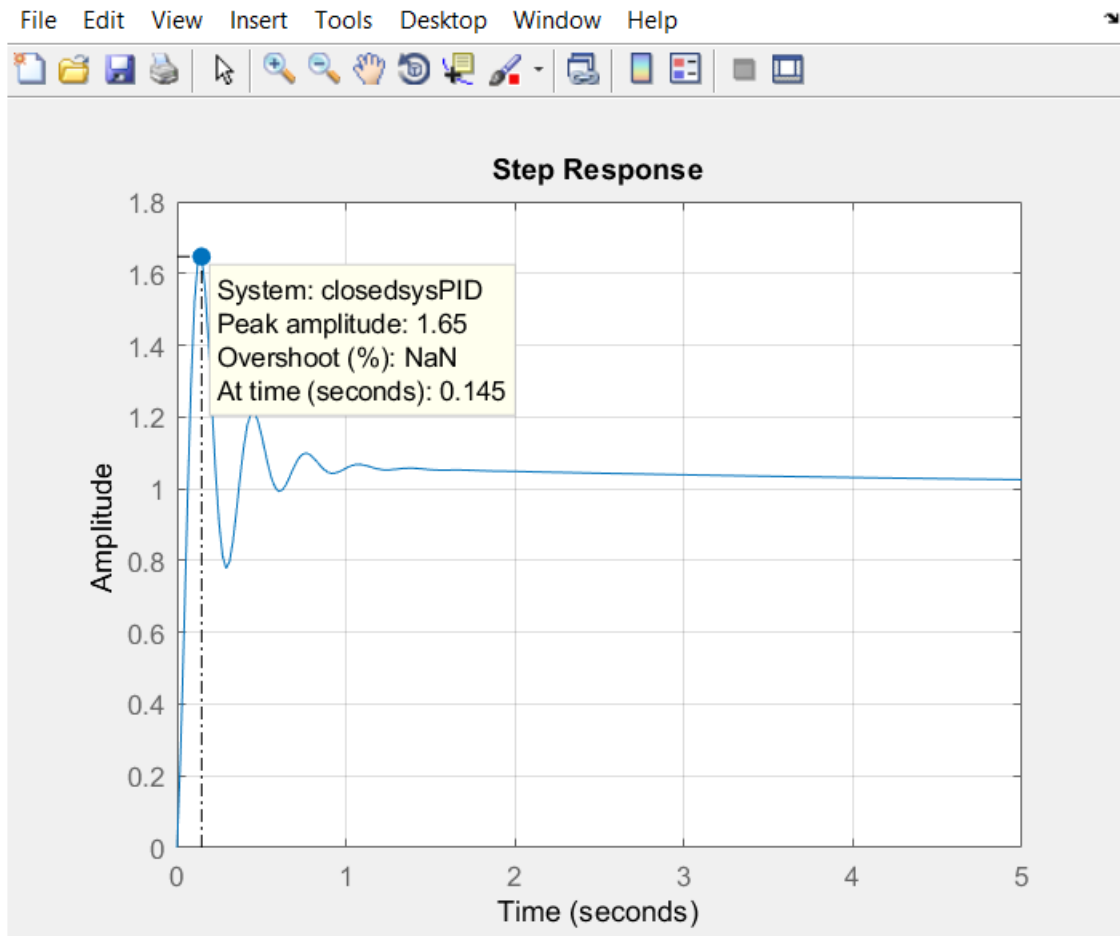 File Edit View Insert Tools Desktop Window Help
Step Response
1.8
1.6
1.4
1.2
1
0.8
0.6
0.4
0.2
0
Amplitude
System: closedsysPID
Peak amplitude: 1.65
Overshoot (%): NaN
At time (seconds): 0.145
0 1 2 3 4 5
Time (seconds)